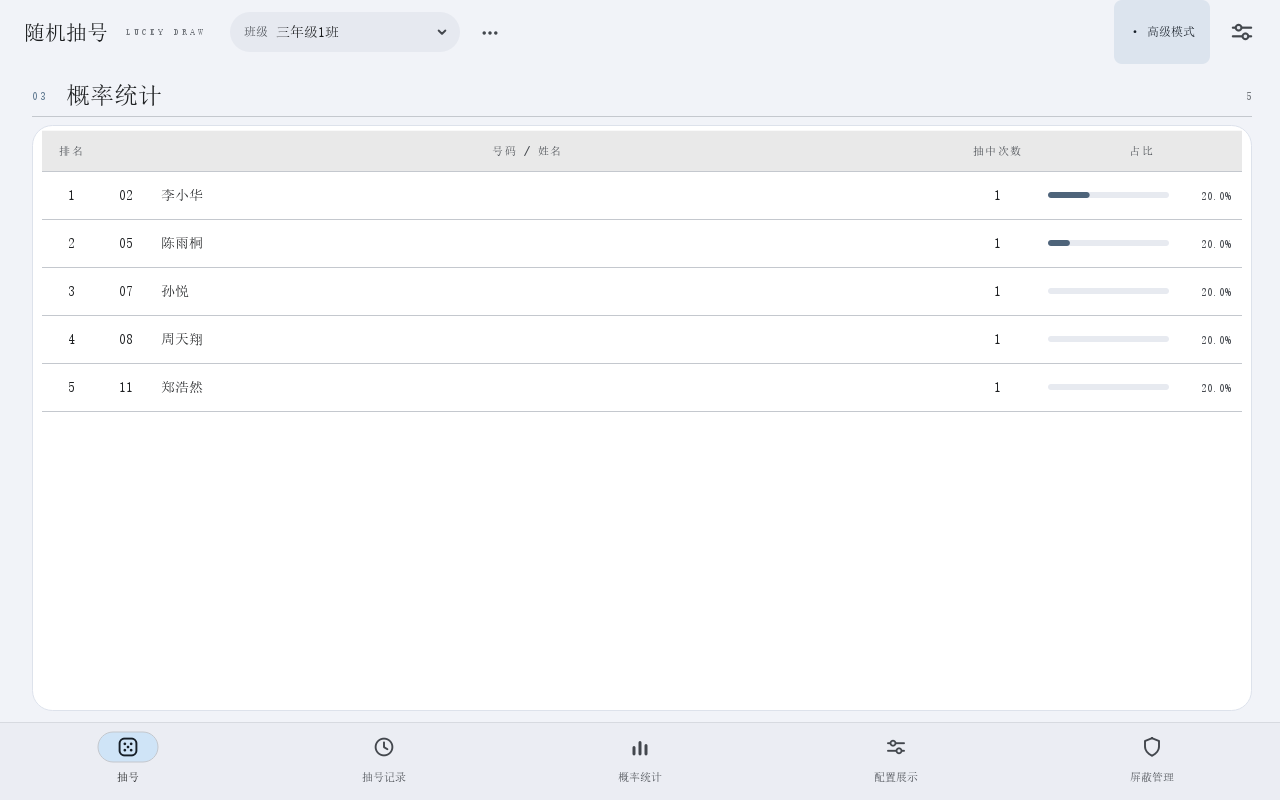 随机抽号 LUCKY DRAW 班级 三年级1班 ••• • 高级模式
03 概率统计 5
排名 号码 / 姓名 抽中次数 占比
1 02 李小华 1 20.0%
2 05 陈雨桐 1 20.0%
3 07 孙悦 1 20.0%
4 08 周天翔 1 20.0%
5 11 郑浩然 1 20.0%
抽号 抽号记录 概率统计 配置展示 屏蔽管理